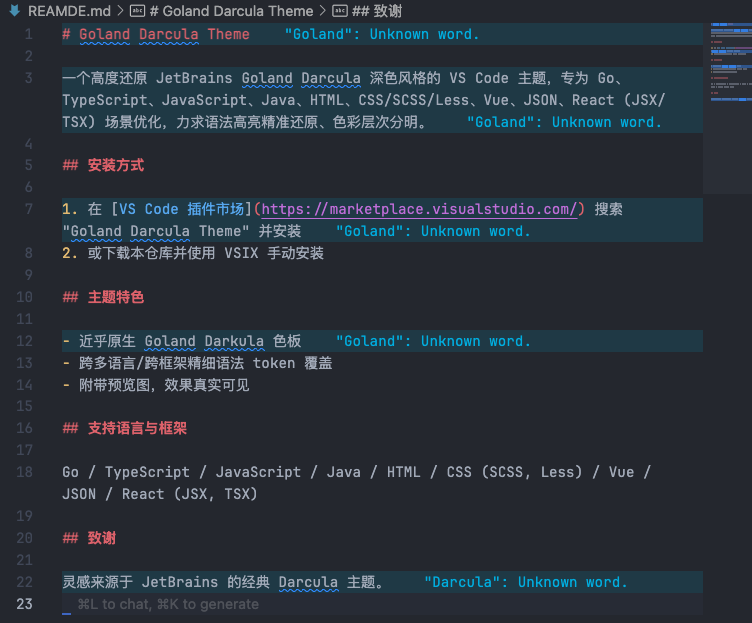 REAMDE.md > # Goland Darcula Theme > ## 致谢
1 # Goland Darcula Theme "Goland": Unknown word.
2
3 一个高度还原 JetBrains Goland Darcula 深色风格的 VS Code 主题，专为 Go、
TypeScript、JavaScript、Java、HTML、CSS/SCSS/Less、Vue、JSON、React (JSX/
TSX) 场景优化，力求语法高亮精准还原、色彩层次分明。 "Goland": Unknown word.
4
5 ## 安装方式
6
7 1. 在 [VS Code 插件市场](https://marketplace.visualstudio.com/) 搜索
"Goland Darcula Theme" 并安装 "Goland": Unknown word.
8 2. 或下载本仓库并使用 VSIX 手动安装
9
10 ## 主题特色
11
12 - 近乎原生 Goland Darkula 色板 "Goland": Unknown word.
13 - 跨多语言/跨框架精细语法 token 覆盖
14 - 附带预览图，效果真实可见
15
16 ## 支持语言与框架
17
18 Go / TypeScript / JavaScript / Java / HTML / CSS (SCSS, Less) / Vue /
JSON / React (JSX, TSX)
19
20 ## 致谢
21
22 灵感来源于 JetBrains 的经典 Darcula 主题。 "Darcula": Unknown word.
23 ⌘L to chat, ⌘K to generate